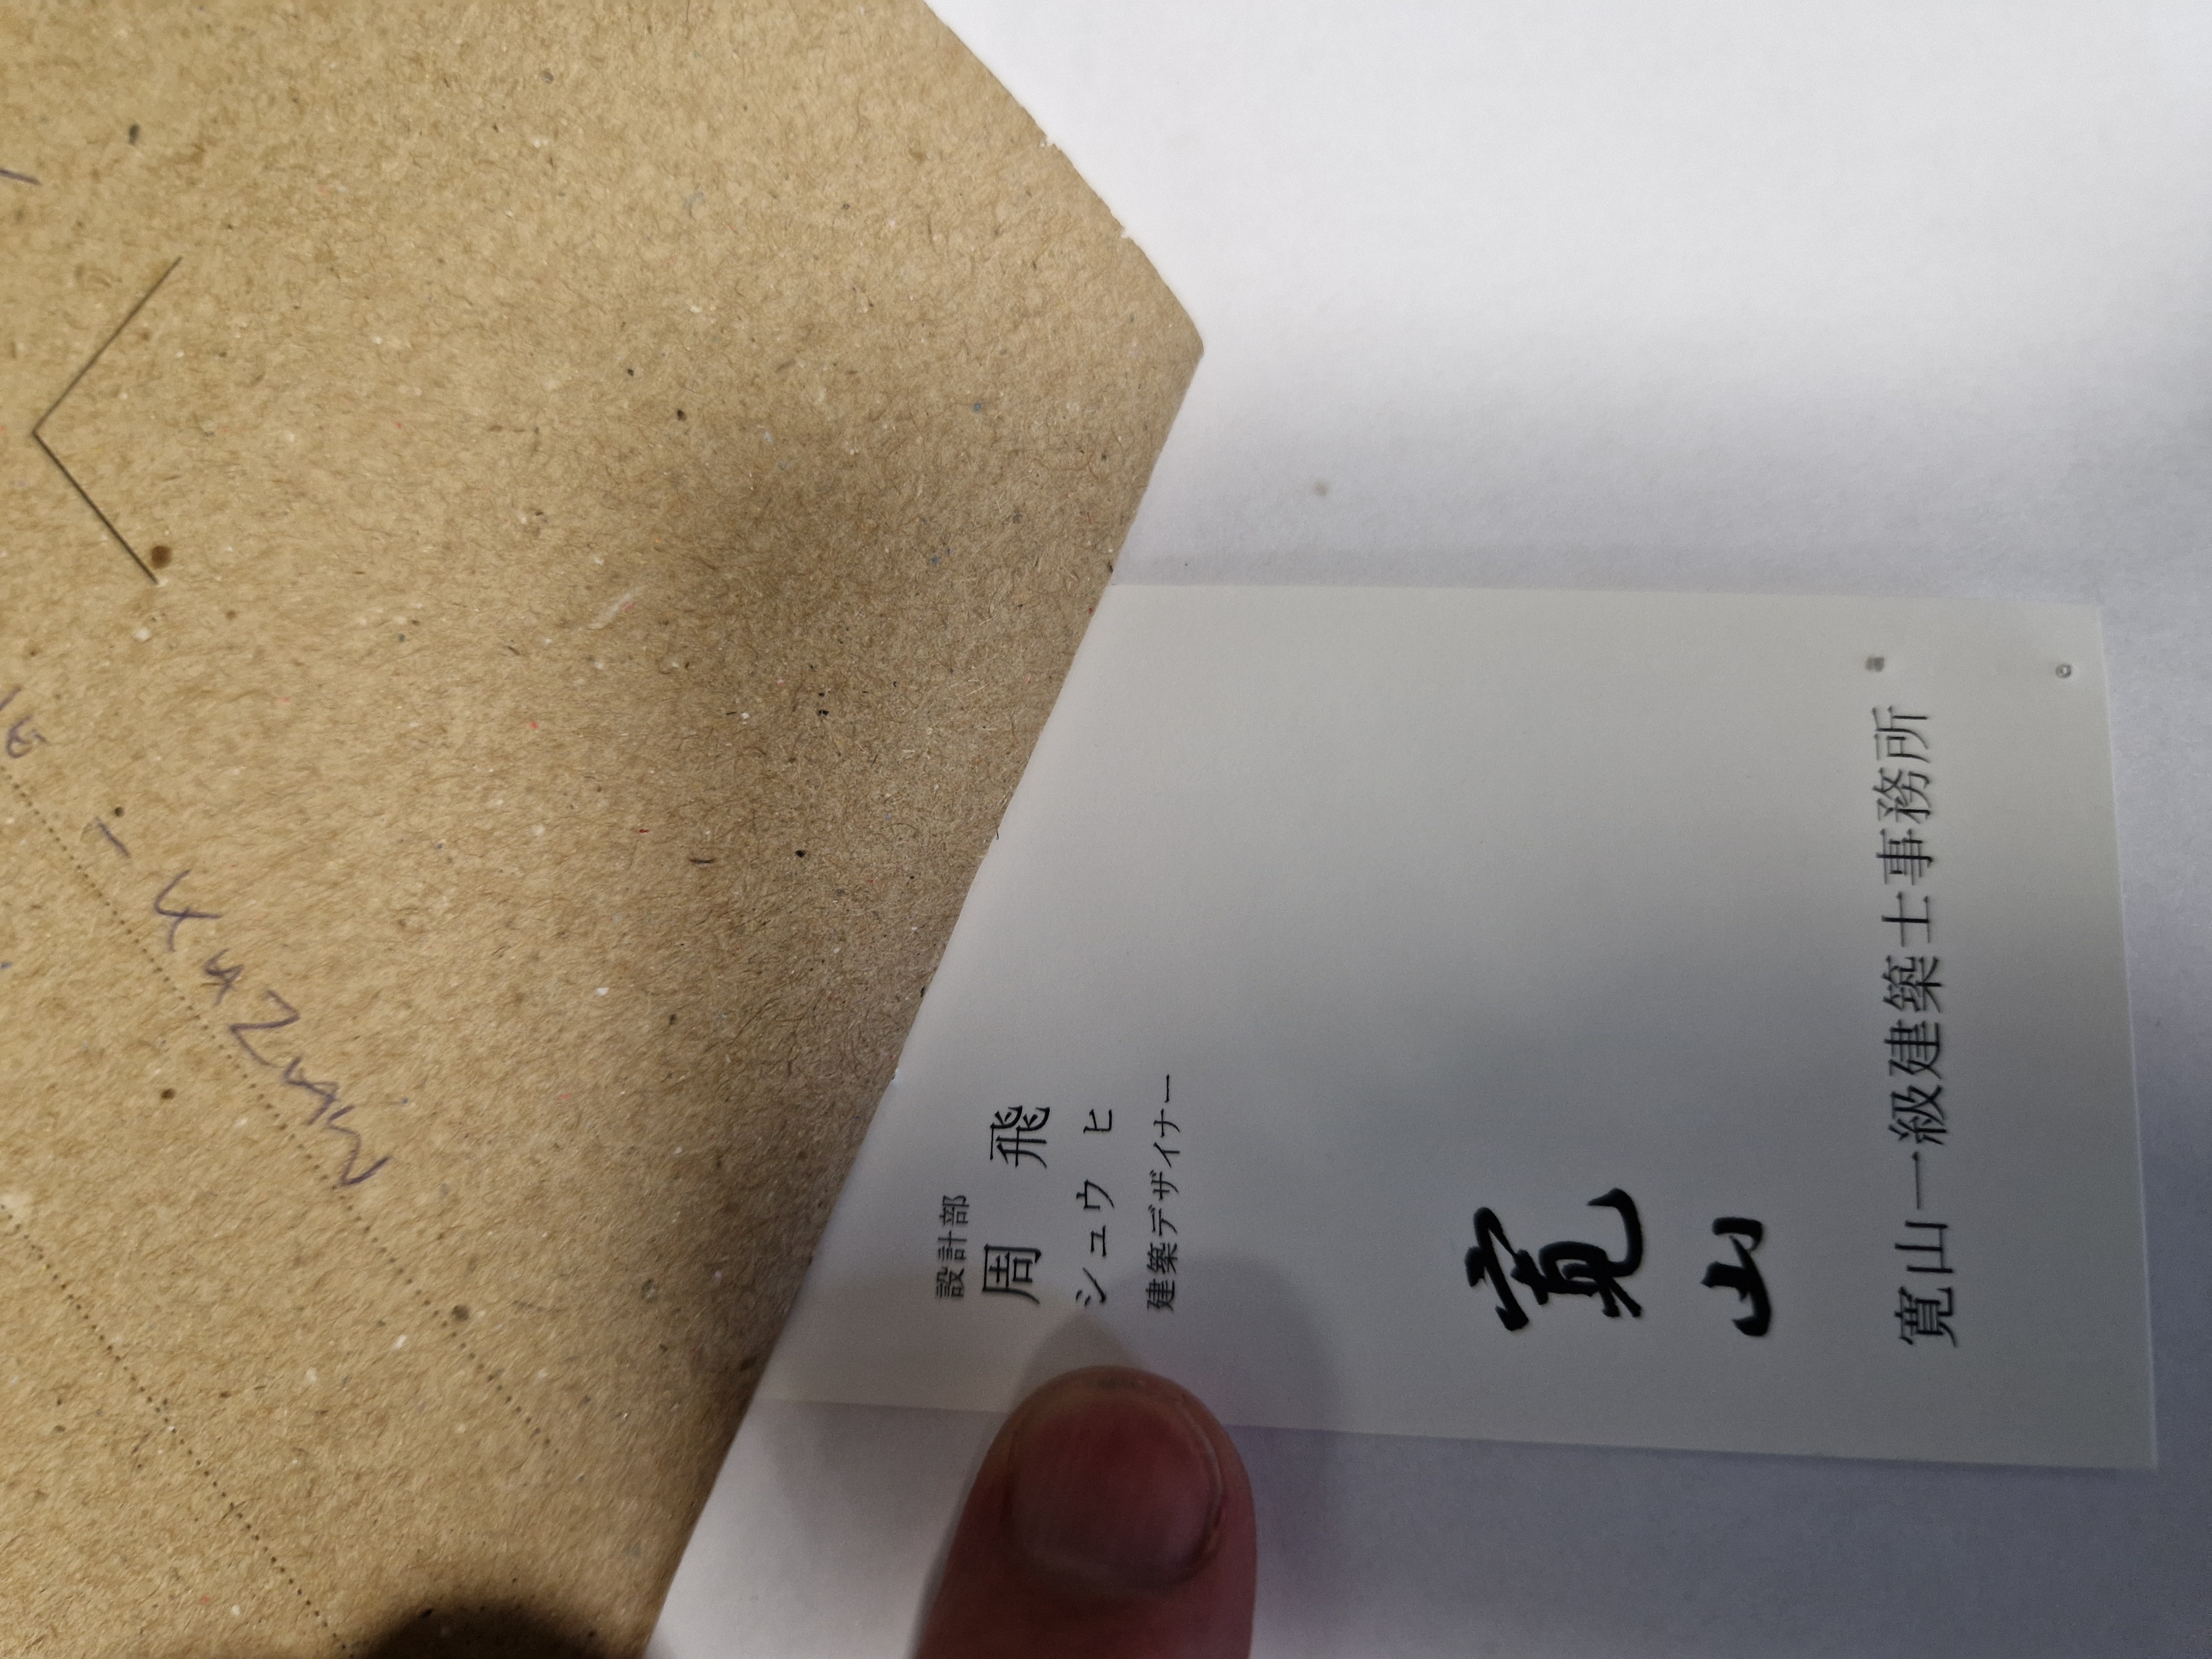 設計部
周 飛
シュウ ヒ
建築デザイナー
寛
山
寛山一級建築士事務所